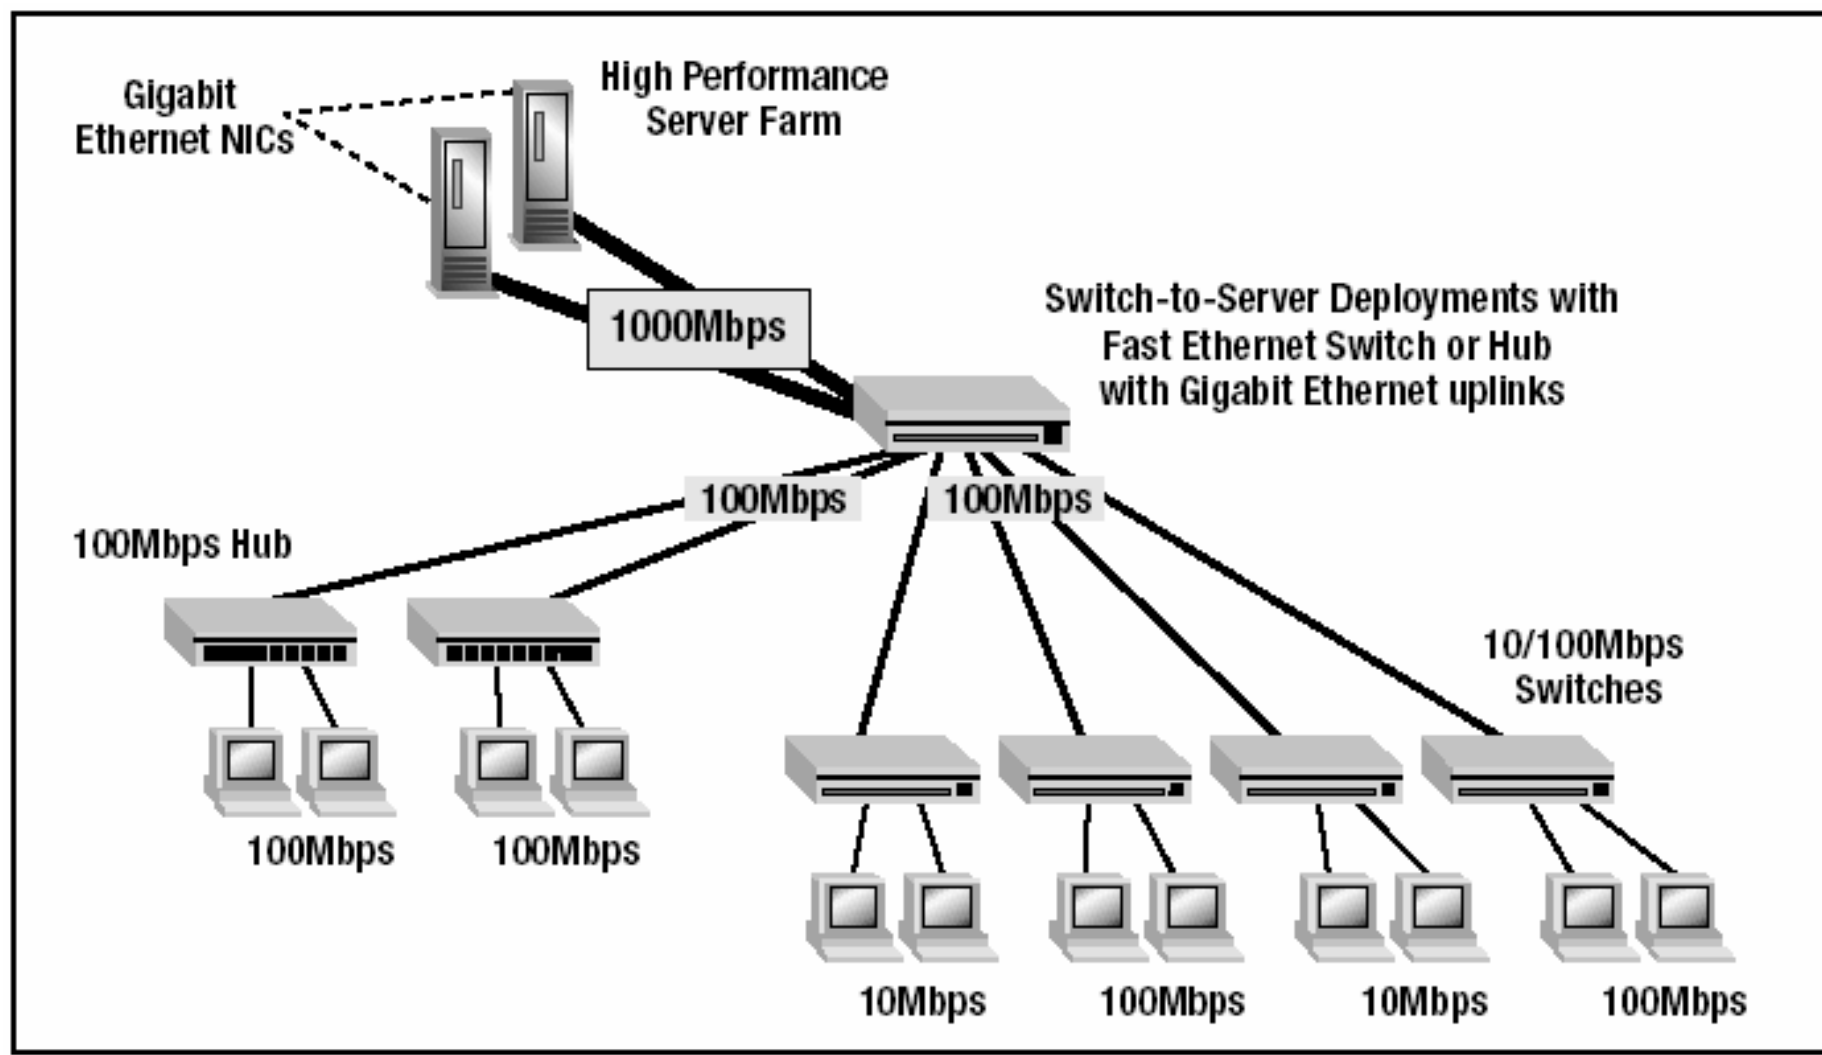 Gigabit
Ethernet NICs
High Performance
Server Farm
1000Mbps
Switch-to-Server Deployments with
Fast Ethernet Switch or Hub
with Gigabit Ethernet uplinks
100Mbps
100Mbps
100Mbps Hub
10/100Mbps
Switches
100Mbps
100Mbps
10Mbps
100Mbps
10Mbps
100Mbps